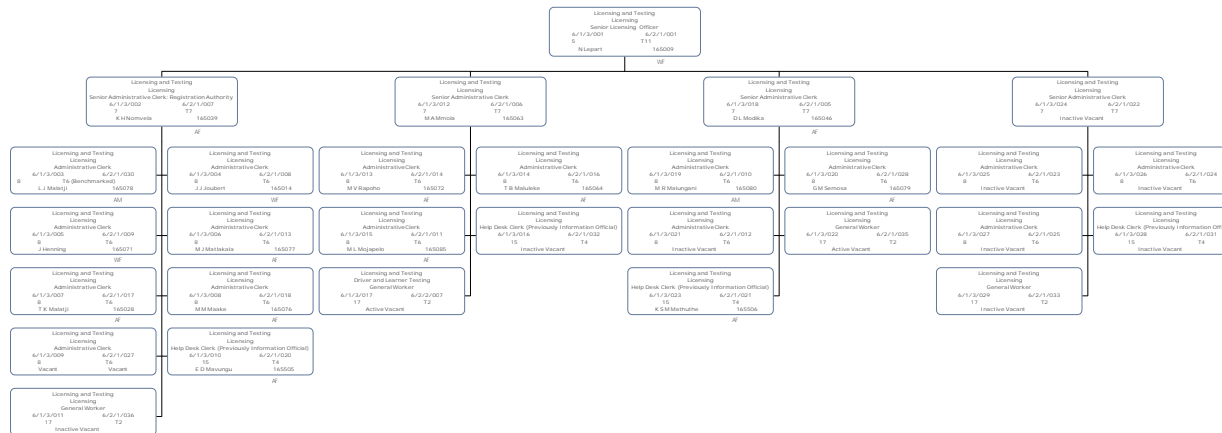 Licensing and Testing
Licensing
Senior Licensing Officer
6/1/3/001 6/2/1/001
5 T11
N Lepart 165009
WF
Licensing and Testing
Licensing
Senior Administrative Clerk: Registration Authority
6/1/3/002 6/2/1/007
7 T7
K H Nomvela 165039
AF
Licensing and Testing
Licensing
Senior Administrative Clerk
6/1/3/012 6/2/1/006
7 T7
M A Mmola 165063
Licensing and Testing
Licensing
Senior Administrative Clerk
6/1/3/018 6/2/1/005
7 T7
D L Modika 165046
AF
Licensing and Testing
Licensing
Senior Administrative Clerk
6/1/3/024 6/2/1/022
7 T7
Inactive Vacant
Licensing and Testing
Licensing
Administrative Clerk
6/1/3/003 6/2/1/030
8 T6 (Benchmarked)
L J Malatji 165078
AM
Licensing and Testing
Licensing
Administrative Clerk
6/1/3/004 6/2/1/008
8 T6
J J Joubert 165014
WF
Licensing and Testing
Licensing
Administrative Clerk
6/1/3/013 6/2/1/014
8 T6
M V Rapoho 165072
AF
Licensing and Testing
Licensing
Administrative Clerk
6/1/3/014 6/2/1/016
8 T6
T B Maluleke 165064
AF
Licensing and Testing
Licensing
Administrative Clerk
6/1/3/019 6/2/1/010
8 T6
M R Malungani 165080
AM
Licensing and Testing
Licensing
Administrative Clerk
6/1/3/020 6/2/1/028
8 T6
G M Semosa 165079
AF
Licensing and Testing
Licensing
Administrative Clerk
6/1/3/025 6/2/1/023
8 T6
Inactive Vacant
Licensing and Testing
Licensing
Administrative Clerk
6/1/3/026 6/2/1/024
8 T6
Inactive Vacant
Licensing and Testing
Licensing
Administrative Clerk
6/1/3/005 6/2/1/009
8 T6
J Henning 165071
WF
Licensing and Testing
Licensing
Administrative Clerk
6/1/3/006 6/2/1/013
8 T6
M J Matlakala 165077
AF
Licensing and Testing
Licensing
Administrative Clerk
6/1/3/015 6/2/1/011
8 T6
M L Mojapelo 165085
AF
Licensing and Testing
Licensing
Help Desk Clerk (Previously Information Official)
6/1/3/016 6/2/1/032
15 T4
Inactive Vacant
Licensing and Testing
Licensing
Administrative Clerk
6/1/3/021 6/2/1/012
8 T6
Inactive Vacant
Licensing and Testing
Licensing
General Worker
6/1/3/022 6/2/1/035
17 T2
Active Vacant
Licensing and Testing
Licensing
Administrative Clerk
6/1/3/027 6/2/1/025
8 T6
Inactive Vacant
Licensing and Testing
Licensing
Help Desk Clerk (Previously Information Offi
6/1/3/028 6/2/1/031
15 T4
Inactive Vacant
Licensing and Testing
Licensing
Administrative Clerk
6/1/3/007 6/2/1/017
8 T6
T K Malatji 165028
AF
Licensing and Testing
Licensing
Administrative Clerk
6/1/3/008 6/2/1/018
8 T6
M M Maake 165076
AF
Licensing and Testing
Driver and Learner Testing
General Worker
6/1/3/017 6/2/2/007
17 T2
Active Vacant
Licensing and Testing
Licensing
Help Desk Clerk (Previously Information Official)
6/1/3/023 6/2/1/021
15 T4
K S M Mathuthe 165506
AF
Licensing and Testing
Licensing
General Worker
6/1/3/029 6/2/1/033
17 T2
Inactive Vacant
Licensing and Testing
Licensing
Administrative Clerk
6/1/3/009 6/2/1/027
8 T6
Vacant Vacant
Licensing and Testing
Licensing
Help Desk Clerk (Previously Information Official)
6/1/3/010 6/2/1/020
15 T4
E D Mavungu 165505
AF
Licensing and Testing
Licensing
General Worker
6/1/3/011 6/2/1/036
17 T2
Inactive Vacant